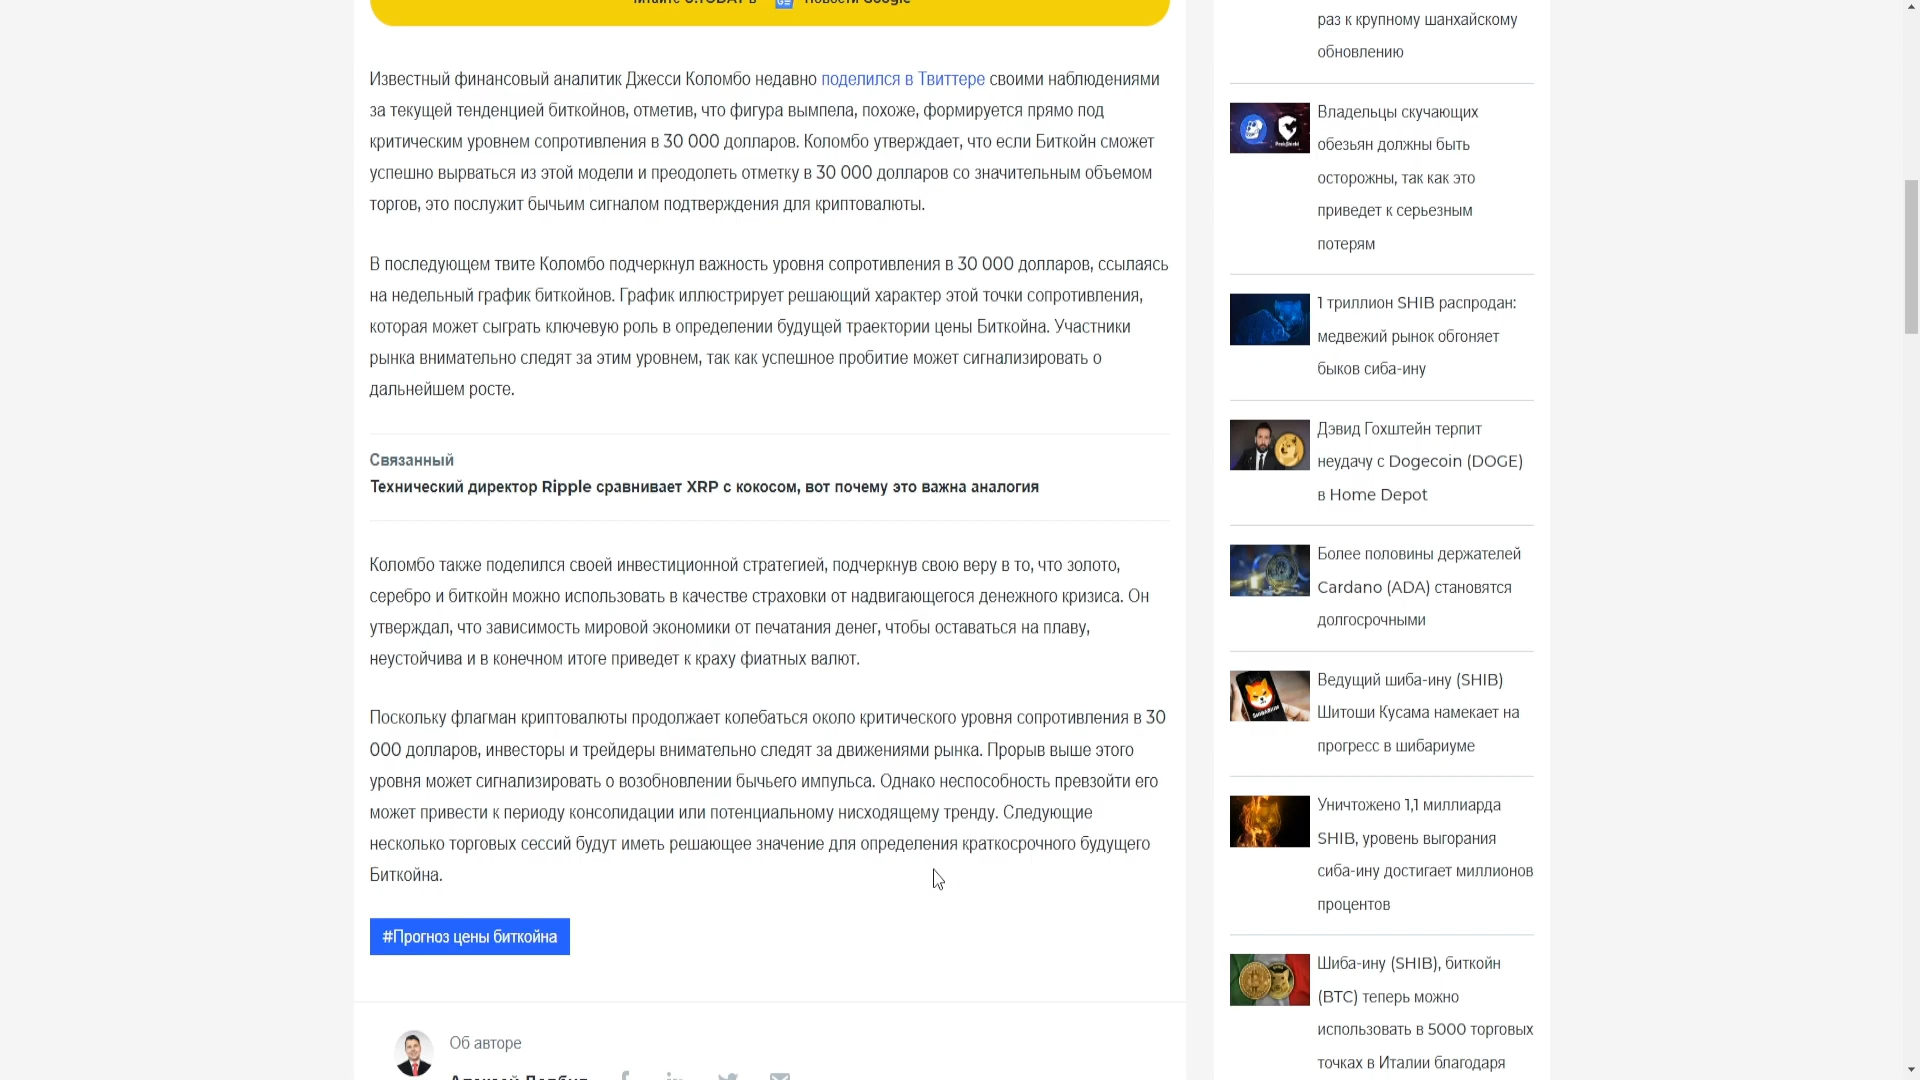 Новости Google
Известный финансовый аналитик Джесси Коломбо недавно поделился в Твиттере своими наблюдениями
за текущей тенденцией биткойнов, отметив, что фигура вымпела, похоже, формируется прямо под
критическим уровнем сопротивления в 30 000 долларов. Коломбо утверждает, что если Биткойн сможет
успешно вырваться из этой модели и преодолеть отметку в 30 000 долларов со значительным объемом
торгов, это послужит бычьим сигналом подтверждения для криптовалюты.
В последующем твите Коломбо подчеркнул важность уровня сопротивления в 30 000 долларов, ссылаясь
на недельный график биткойнов. График иллюстрирует решающий характер этой точки сопротивления,
которая может сыграть ключевую роль в определении будущей траектории цены Биткойна. Участники
рынка внимательно следят за этим уровнем, так как успешное пробитие может сигнализировать о
дальнейшем росте.
Связанный
Технический директор Ripple сравнивает XRP с кокосом, вот почему это важна аналогия
Коломбо также поделился своей инвестиционной стратегией, подчеркнув свою веру в то, что золото,
серебро и биткойн можно использовать в качестве страховки от надвигающегося денежного кризиса. Он
утверждал, что зависимость мировой экономики от печатания денег, чтобы оставаться на плаву,
неустойчива и в конечном итоге приведет к краху фиатных валют.
Поскольку флагман криптовалюты продолжает колебаться около критического уровня сопротивления в 30
000 долларов, инвесторы и трейдеры внимательно следят за движениями рынка. Прорыв выше этого
уровня может сигнализировать о возобновлении бычьего импульса. Однако неспособность превзойти его
может привести к периоду консолидации или потенциальному нисходящему тренду. Следующие
несколько торговых сессий будут иметь решающее значение для определения краткосрочного будущего
Биткойна.
#Прогноз цены биткойна
Об авторе
раз к крупному шанхайскому
обновлению
Владельцы скучающих
обезьян должны быть
осторожны, так как это
приведет к серьезным
потерям
1 триллион SHIB распродан:
медвежий рынок обгоняет
быков сиба-ину
Дэвид Гохштейн терпит
неудачу с Dogecoin (DOGE)
в Home Depot
Более половины держателей
Cardano (ADA) становятся
долгосрочными
Ведущий шиба-ину (SHIB)
Шитоши Кусама намекает на
прогресс в шибариуме
Уничтожено 1,1 миллиарда
SHIB, уровень выгорания
сиба-ину достигает миллионов
процентов
Шиба-ину (SHIB), биткойн
(BTC) теперь можно
использовать в 5000 торговых
точках в Италии благодаря